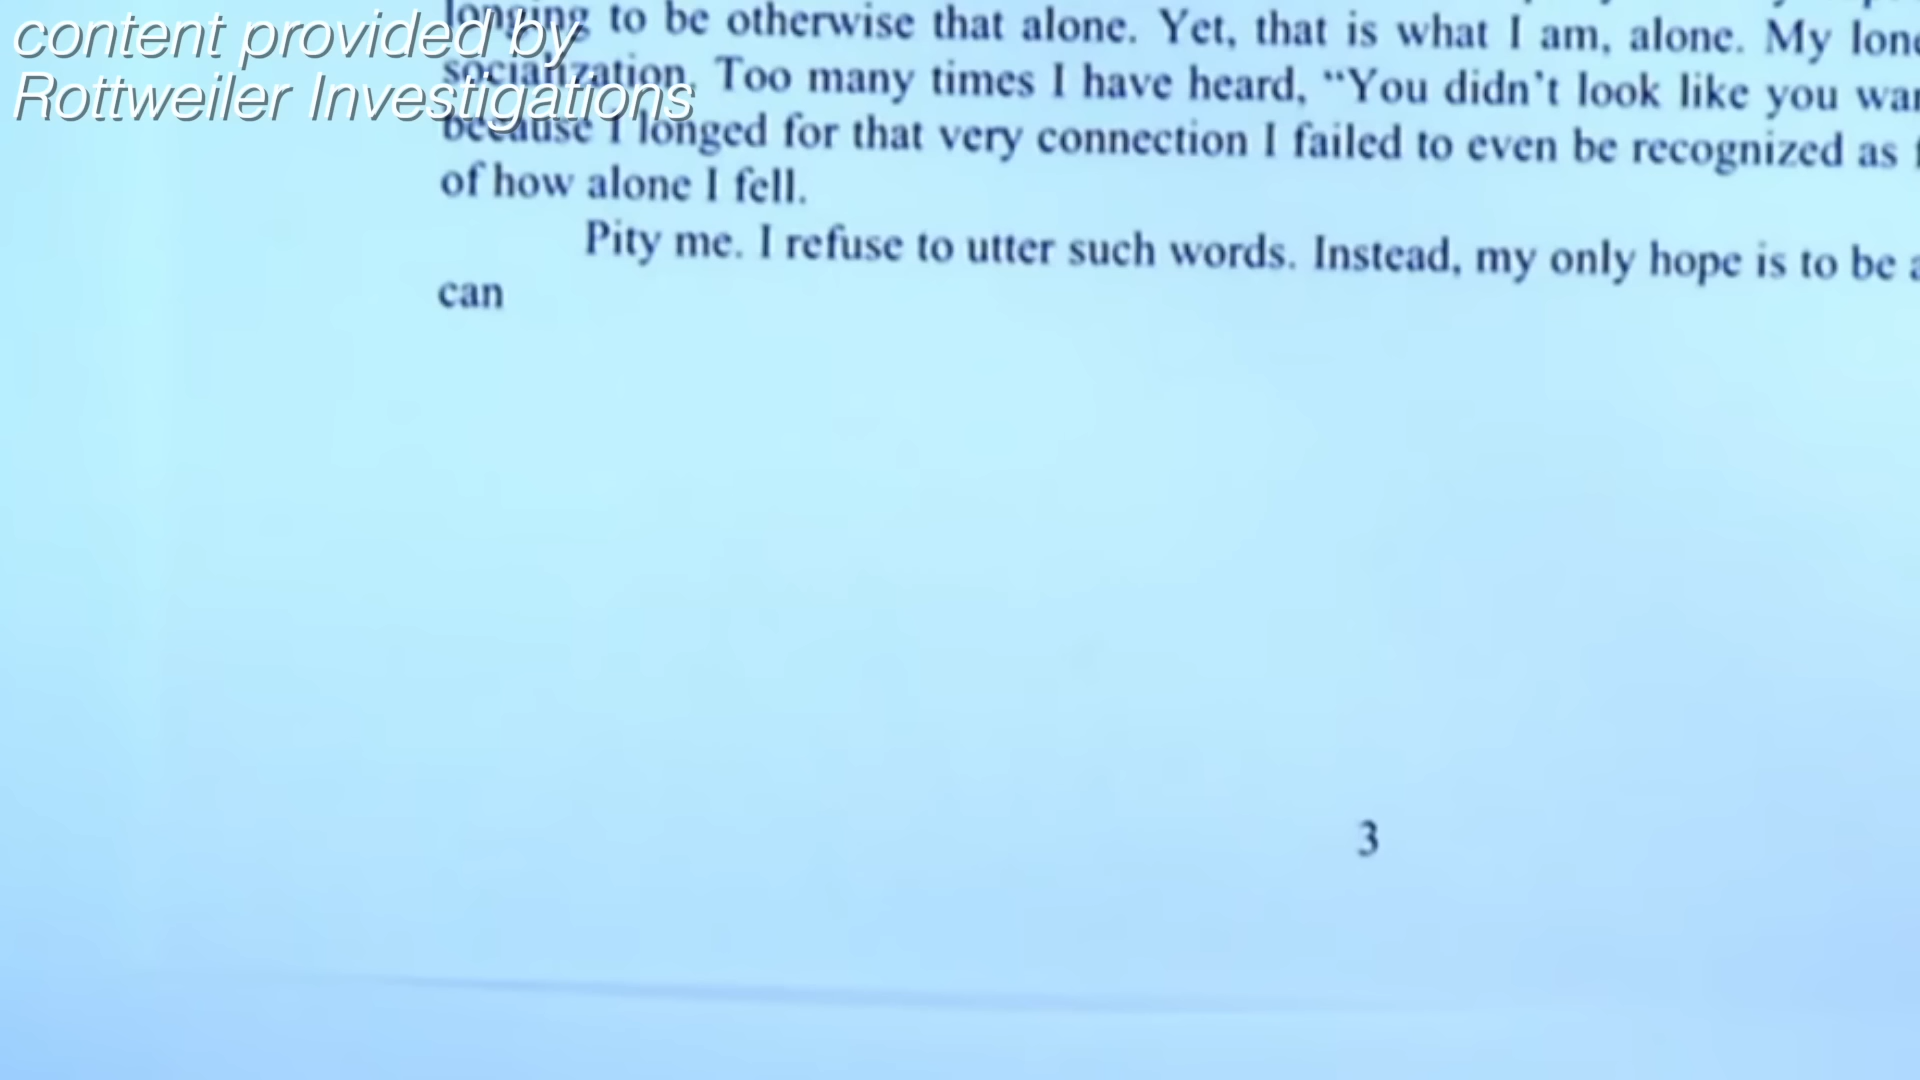 content provided by
Rottweiler Investigations
longing to be otherwise that alone. Yet, that is what I am, alone. My
socialization. Too many times I have heard, “You didn’t look like you
because I longed for that very connection I failed to even be recognized as
of how alone I fell.
Pity me. I refuse to utter such words. Instead, my only hope is to be
can
3